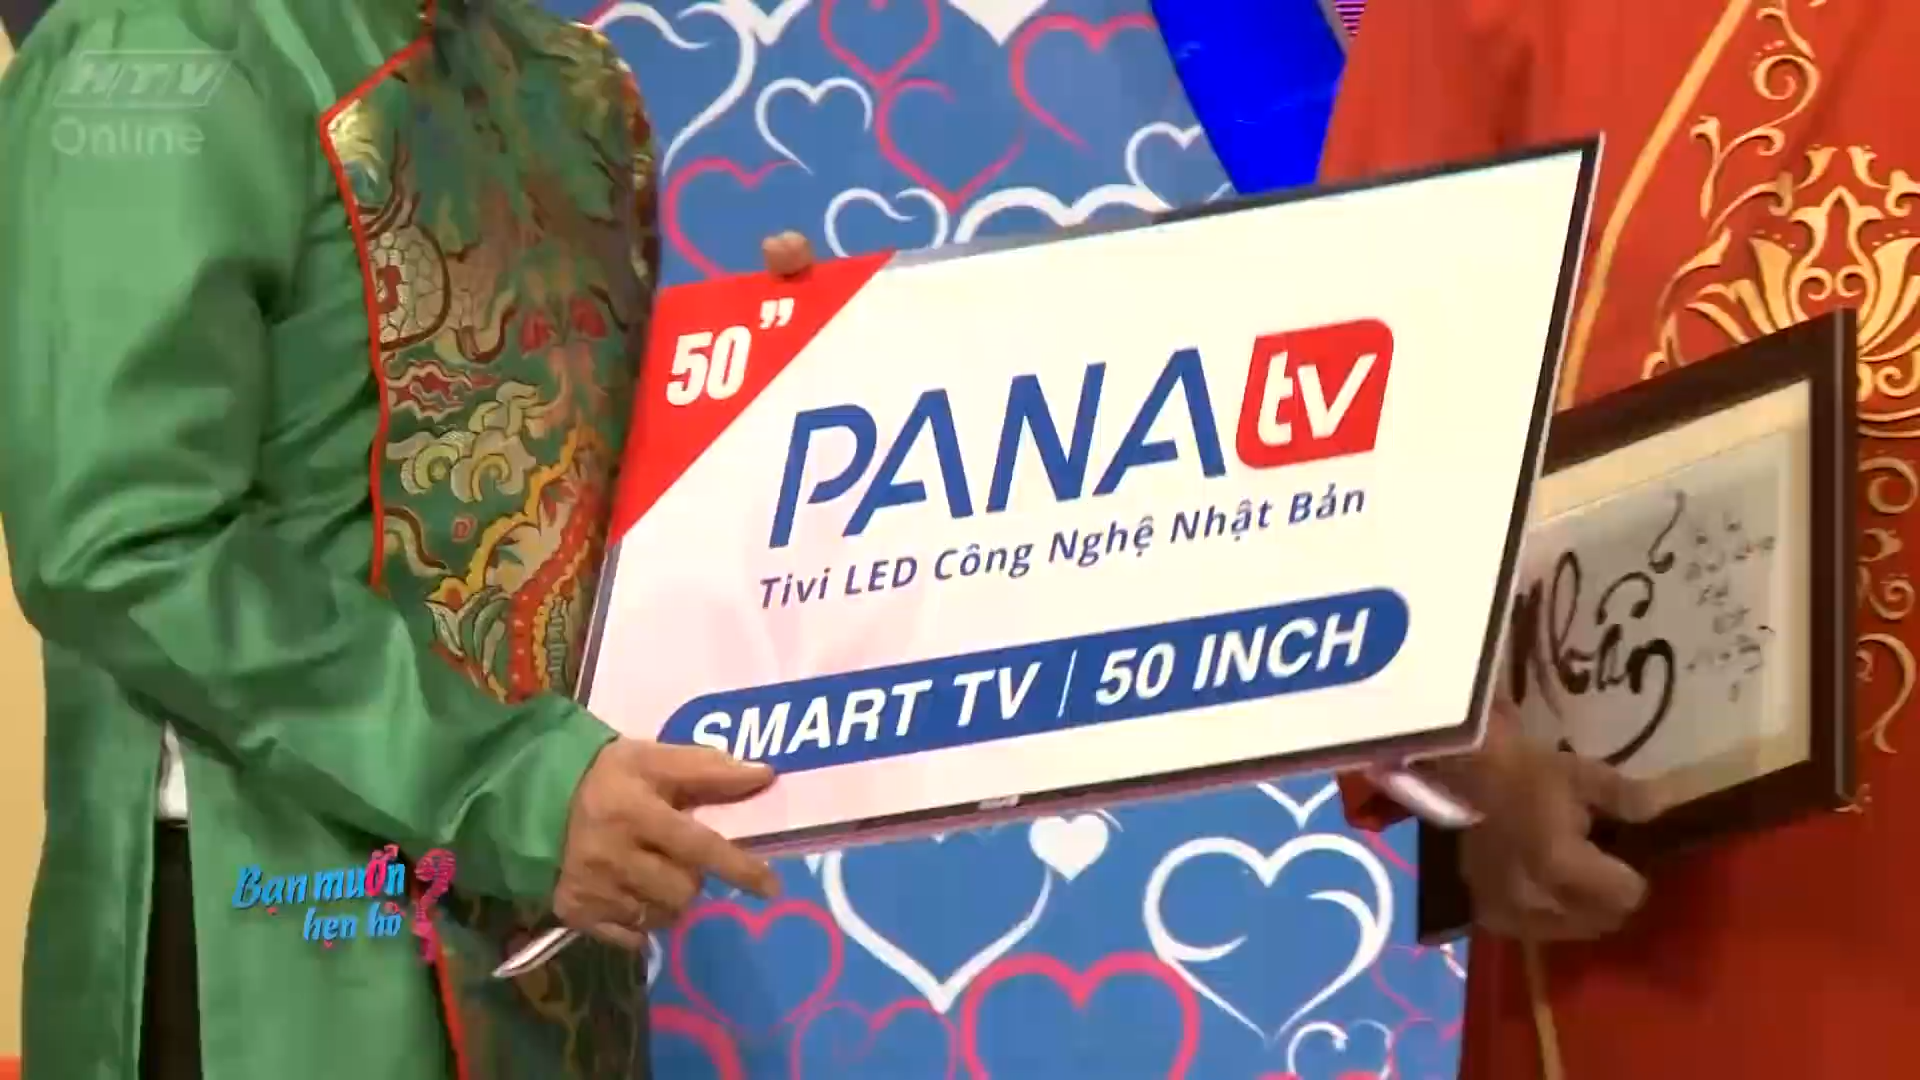 HTV
Online
50"
PANA tv
Tivi LED Công Nghệ Nhật Bản
SMART TV | 50 INCH
Nhẫn
Bạn muốn
hẹn hò ?